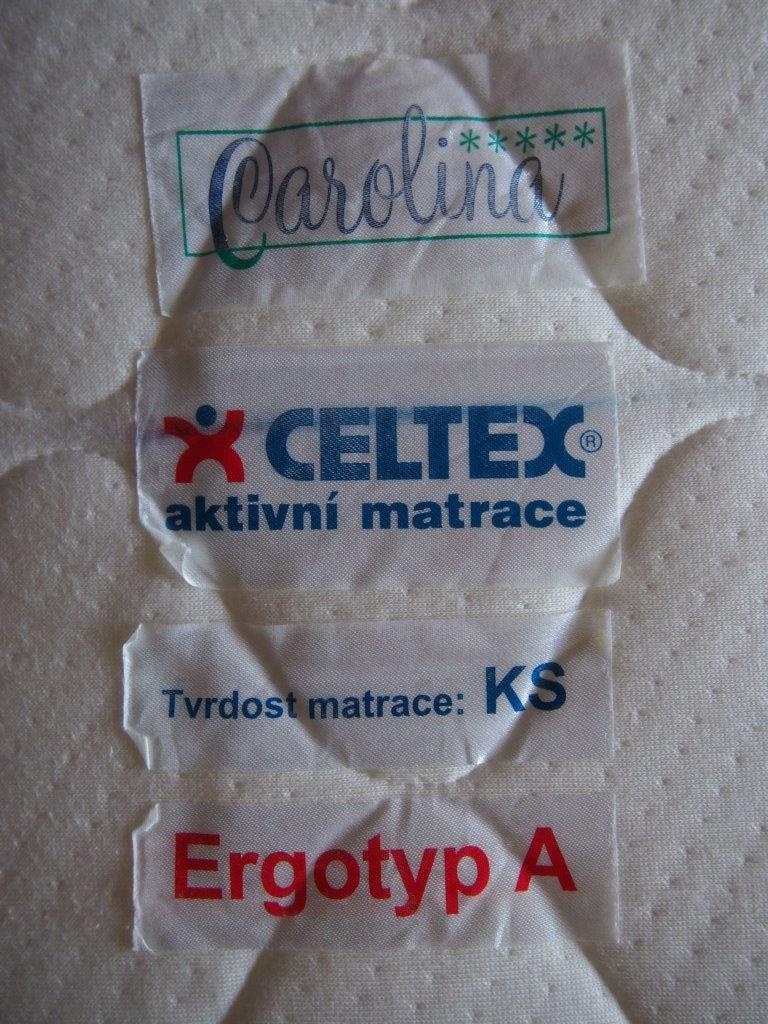 Carolina *****
CELTEX®
aktivní matrace
Tvrdost matrace: KS
Ergotyp A